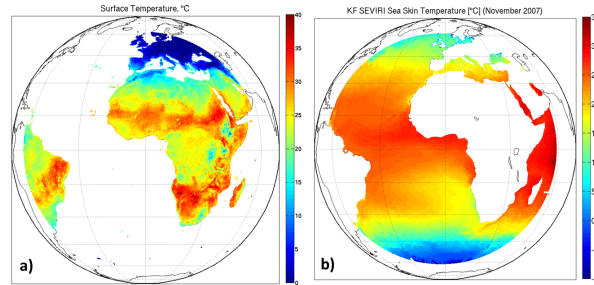 Surface Temperature, °C
KF SEVIRI Sea Skin Temperature [°C] (November 2007)
40
35
30
25
20
15
10
5
0
a)
b)